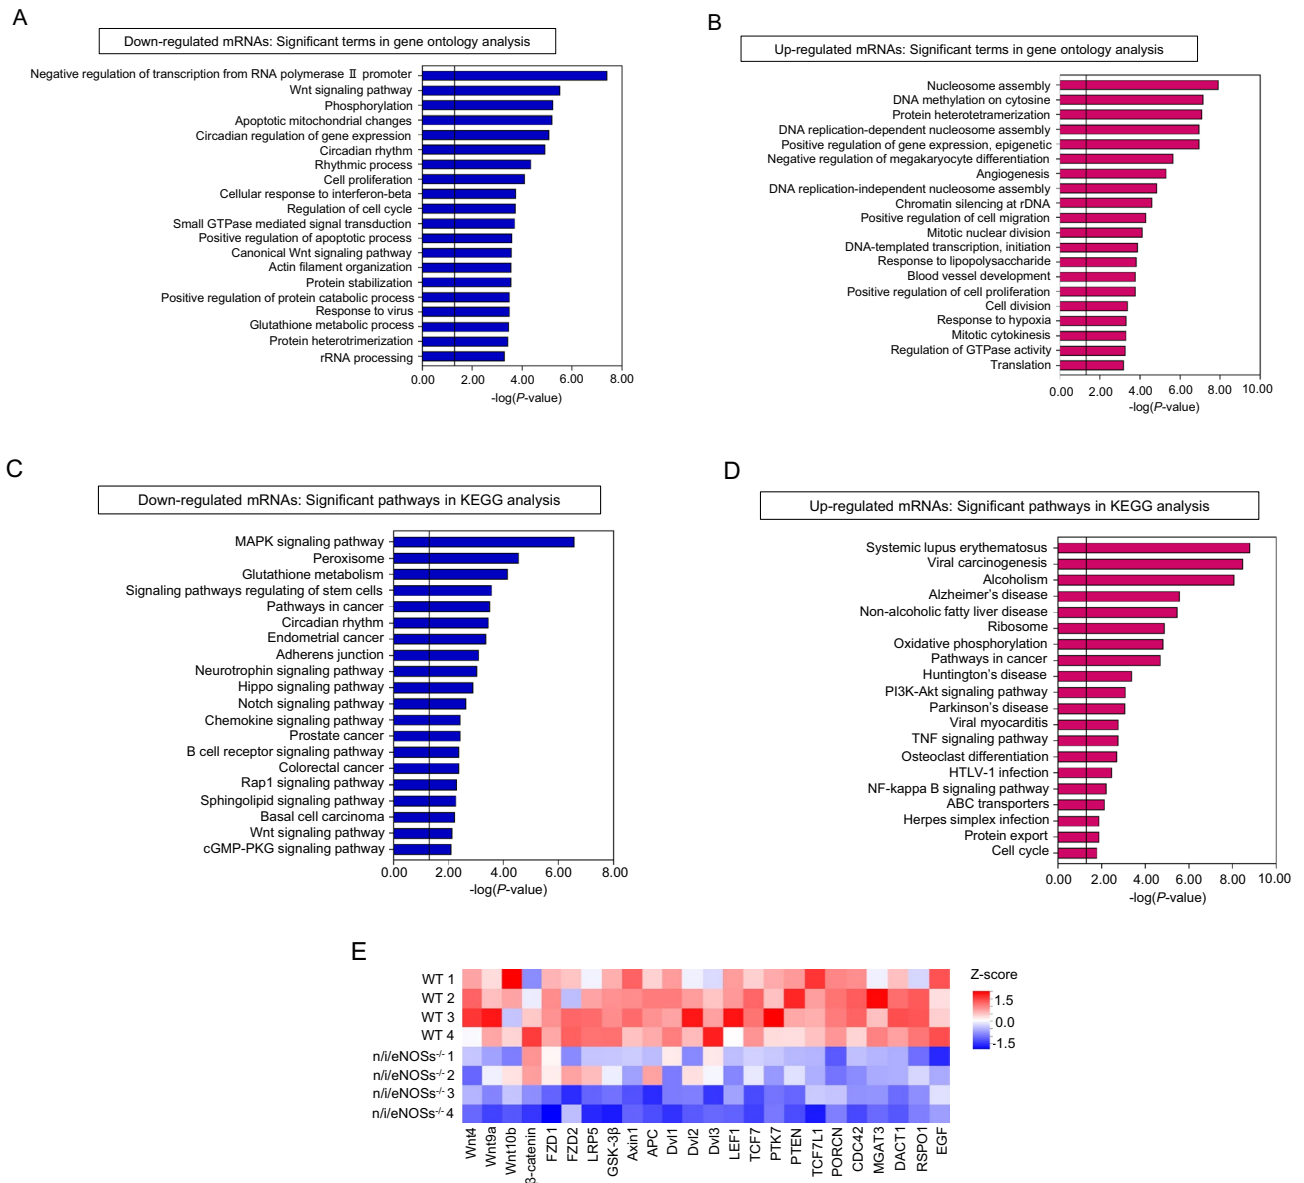 A
Down-regulated mRNAs: Significant terms in gene ontology analysis
Negative regulation of transcription from RNA polymerase Ⅱ promoter
Wnt signaling pathway
Phosphorylation
Apoptotic mitochondrial changes
Circadian regulation of gene expression
Circadian rhythm
Rhythmic process
Cell proliferation
Cellular response to interferon-beta
Regulation of cell cycle
Small GTPase mediated signal transduction
Positive regulation of apoptotic process
Canonical Wnt signaling pathway
Actin filament organization
Protein stabilization
Positive regulation of protein catabolic process
Response to virus
Glutathione metabolic process
Protein heterotrimerization
rRNA processing
0.00 2.00 4.00 6.00 8.00
-log(P-value)
B
Up-regulated mRNAs: Significant terms in gene ontology analysis
Nucleosome assembly
DNA methylation on cytosine
Protein heterotetramerization
DNA replication-dependent nucleosome assembly
Positive regulation of gene expression, epigenetic
Negative regulation of megakaryocyte differentiation
Angiogenesis
DNA replication-independent nucleosome assembly
Chromatin silencing at rDNA
Positive regulation of cell migration
Mitotic nuclear division
DNA-templated transcription, initiation
Response to lipopolysaccharide
Blood vessel development
Positive regulation of cell proliferation
Cell division
Response to hypoxia
Mitotic cytokinesis
Regulation of GTPase activity
Translation
0.00 2.00 4.00 6.00 8.00 10.00
-log(P-value)
C
Down-regulated mRNAs: Significant pathways in KEGG analysis
MAPK signaling pathway
Peroxisome
Glutathione metabolism
Signaling pathways regulating of stem cells
Pathways in cancer
Circadian rhythm
Endometrial cancer
Adherens junction
Neurotrophin signaling pathway
Hippo signaling pathway
Notch signaling pathway
Chemokine signaling pathway
Prostate cancer
B cell receptor signaling pathway
Colorectal cancer
Rap1 signaling pathway
Sphingolipid signaling pathway
Basal cell carcinoma
Wnt signaling pathway
cGMP-PKG signaling pathway
0.00 2.00 4.00 6.00 8.00
-log(P-value)
D
Up-regulated mRNAs: Significant pathways in KEGG analysis
Systemic lupus erythematosus
Viral carcinogenesis
Alcoholism
Alzheimer's disease
Non-alcoholic fatty liver disease
Ribosome
Oxidative phosphorylation
Pathways in cancer
Huntington's disease
PI3K-Akt signaling pathway
Parkinson's disease
Viral myocarditis
TNF signaling pathway
Osteoclast differentiation
HTLV-1 infection
NF-kappa B signaling pathway
ABC transporters
Herpes simplex infection
Protein export
Cell cycle
0.00 2.00 4.00 6.00 8.00 10.00
-log(P-value)
E
WT 1
WT 2
WT 3
WT 4
n/i/eNOSs-/- 1
n/i/eNOSs-/- 2
n/i/eNOSs-/- 3
n/i/eNOSs-/- 4
Wnt4
Wnt9a
Wnt10b
β-catenin
FZD1
FZD2
LRP5
GSK-3β
Axin1
APC
Dvl1
Dvl2
Dvl3
LEF1
TCF7
PTK7
PTEN
TCF7L1
PORCN
CDC42
MGAT3
DACT1
RSPO1
EGF
Z-score
1.5
0.0
-1.5